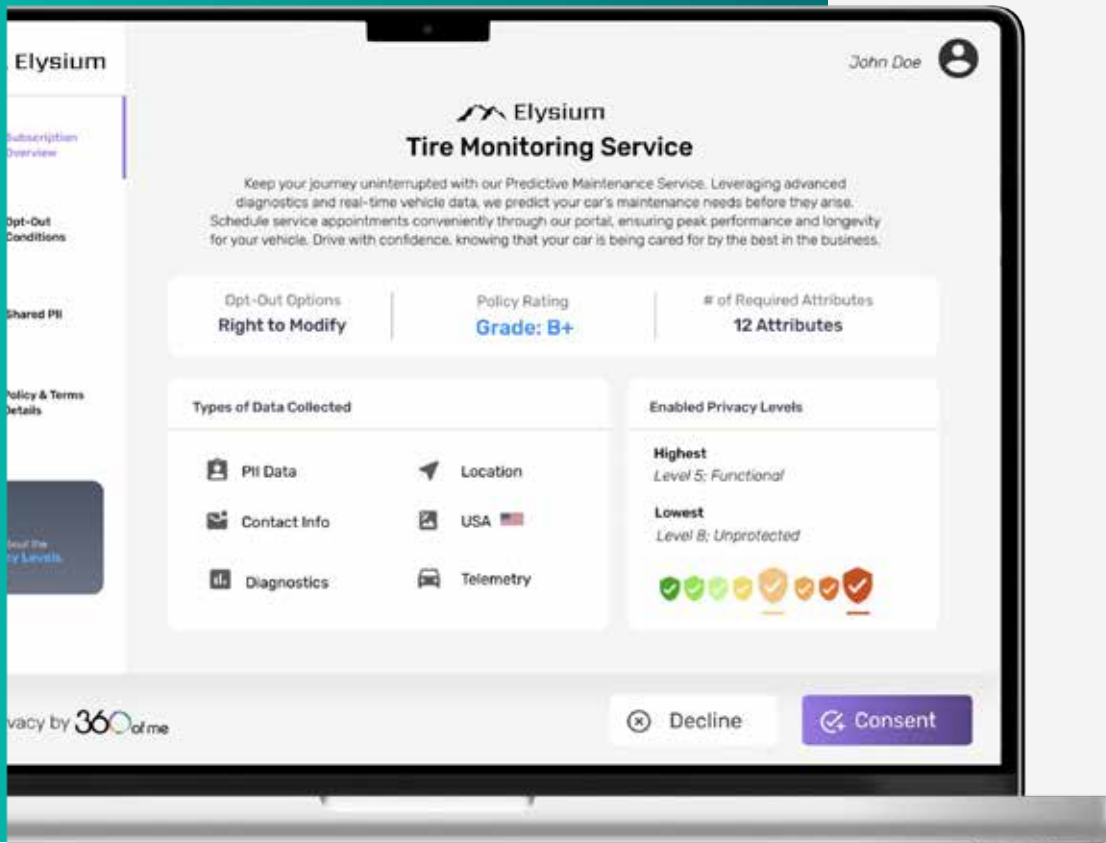 Elysium
John Doe
Subscription
Overview
Opt-Out
Conditions
Shared PII
Policy & Terms
Details
Elysium
Tire Monitoring Service
Keep your journey uninterrupted with our Predictive Maintenance Service. Leveraging advanced
diagnostics and real-time vehicle data, we predict your car's maintenance needs before they arise.
Schedule service appointments conveniently through our portal, ensuring peak performance and longevity
for your vehicle. Drive with confidence, knowing that your car is being cared for by the best in the business.
Opt-Out Options
Right to Modify
Policy Rating
Grade: B+
# of Required Attributes
12 Attributes
Types of Data Collected
PII Data
Location
Contact Info
USA
Diagnostics
Telemetry
Enabled Privacy Levels
Highest
Level 5; Functional
Lowest
Level 8; Unprotected
the
Levels
by 360ofme
Decline
Consent